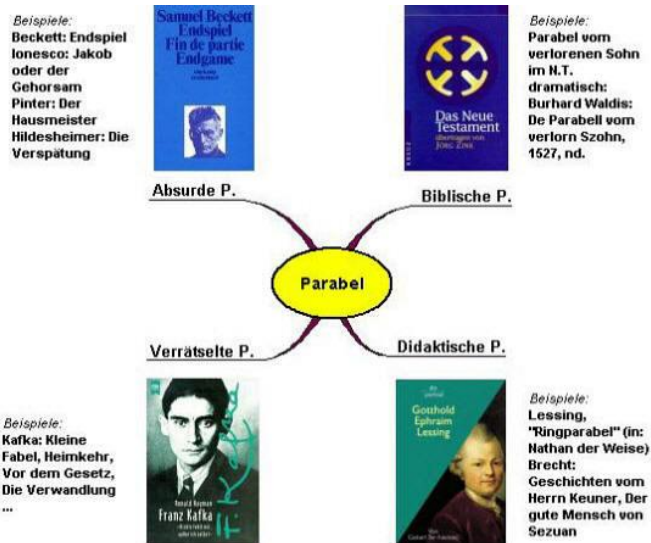 Beispiele:
Beckett: Endspiel
Ionesco: Jakob
oder der
Gehorsam
Pinter: Der
Hausmeister
Hildesheimer: Die
Verspätung
Samuel Beckett
Endspiel
Fin de partie
Endgame
Das Neue
Testament
übertragen von
JÖRG ZINK
Beispiele:
Parabel vom
verlorenen Sohn
im N.T.
dramatisch:
Burhard Waldis:
De Parabell vom
verlorn Szohn,
1527, nd.
Absurde P.
Biblische P.
Parabel
Verrätselte P.
Didaktische P.
Beispiele:
Kafka: Kleine
Fabel, Heimkehr,
Vor dem Gesetz,
Die Verwandlung
...
Ronald Hayman
Franz Kafka
Gotthold
Ephraim
Lessing
Beispiele:
Lessing,
"Ringparabel" (in:
Nathan der Weise)
Brecht:
Geschichten vom
Herrn Keuner, Der
gute Mensch von
Sezuan